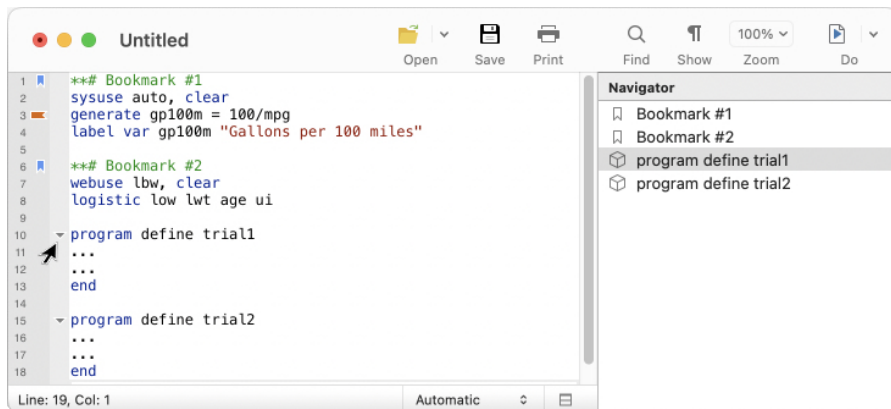 Untitled
Open Save Print Find Show 100% Zoom Do
1 **# Bookmark #1
2 sysuse auto, clear
3 generate gp100m = 100/mpg
4 label var gp100m "Gallons per 100 miles"
5
6 **# Bookmark #2
7 webuse lbw, clear
8 logistic low lwt age ui
9
10 program define trial1
11 ...
12 ...
13 end
14
15 program define trial2
16 ...
17 ...
18 end
Line: 19, Col: 1 Automatic
Navigator
Bookmark #1
Bookmark #2
program define trial1
program define trial2